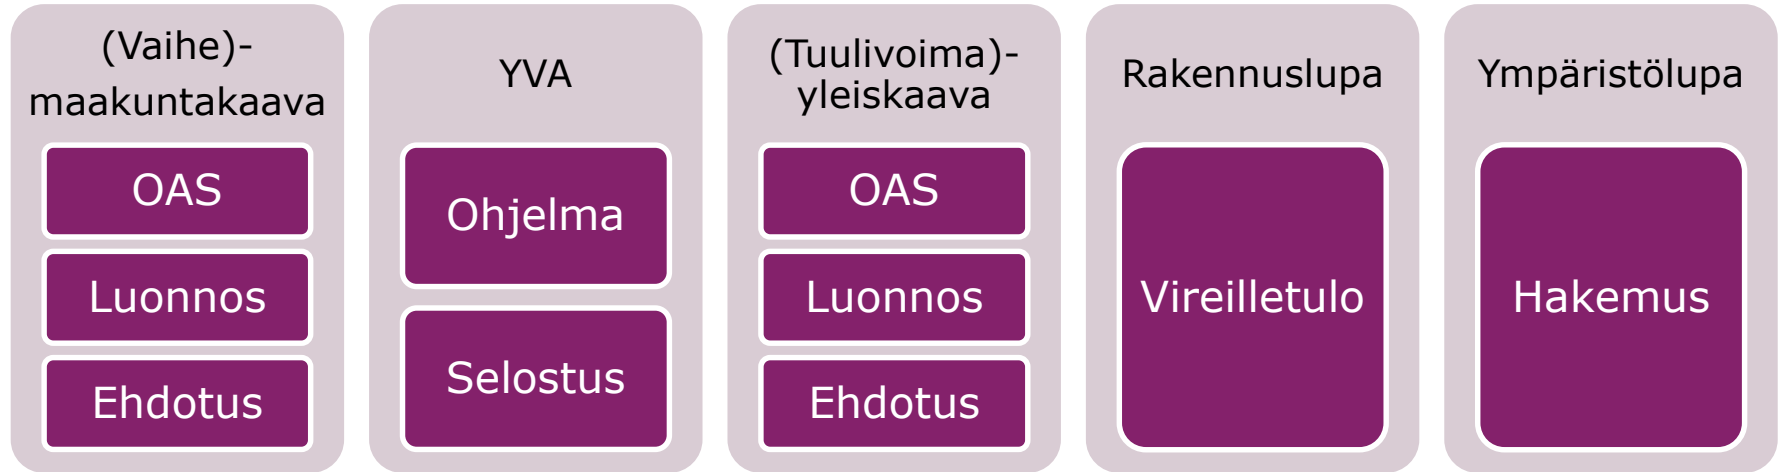 (Vaihe)-
maakuntakaava
OAS
Luonnos
Ehdotus
YVA
Ohjelma
Selostus
(Tuulivoima)-
yleiskaava
OAS
Luonnos
Ehdotus
Rakennuslupa
Vireilletulo
Ympäristölupa
Hakemus